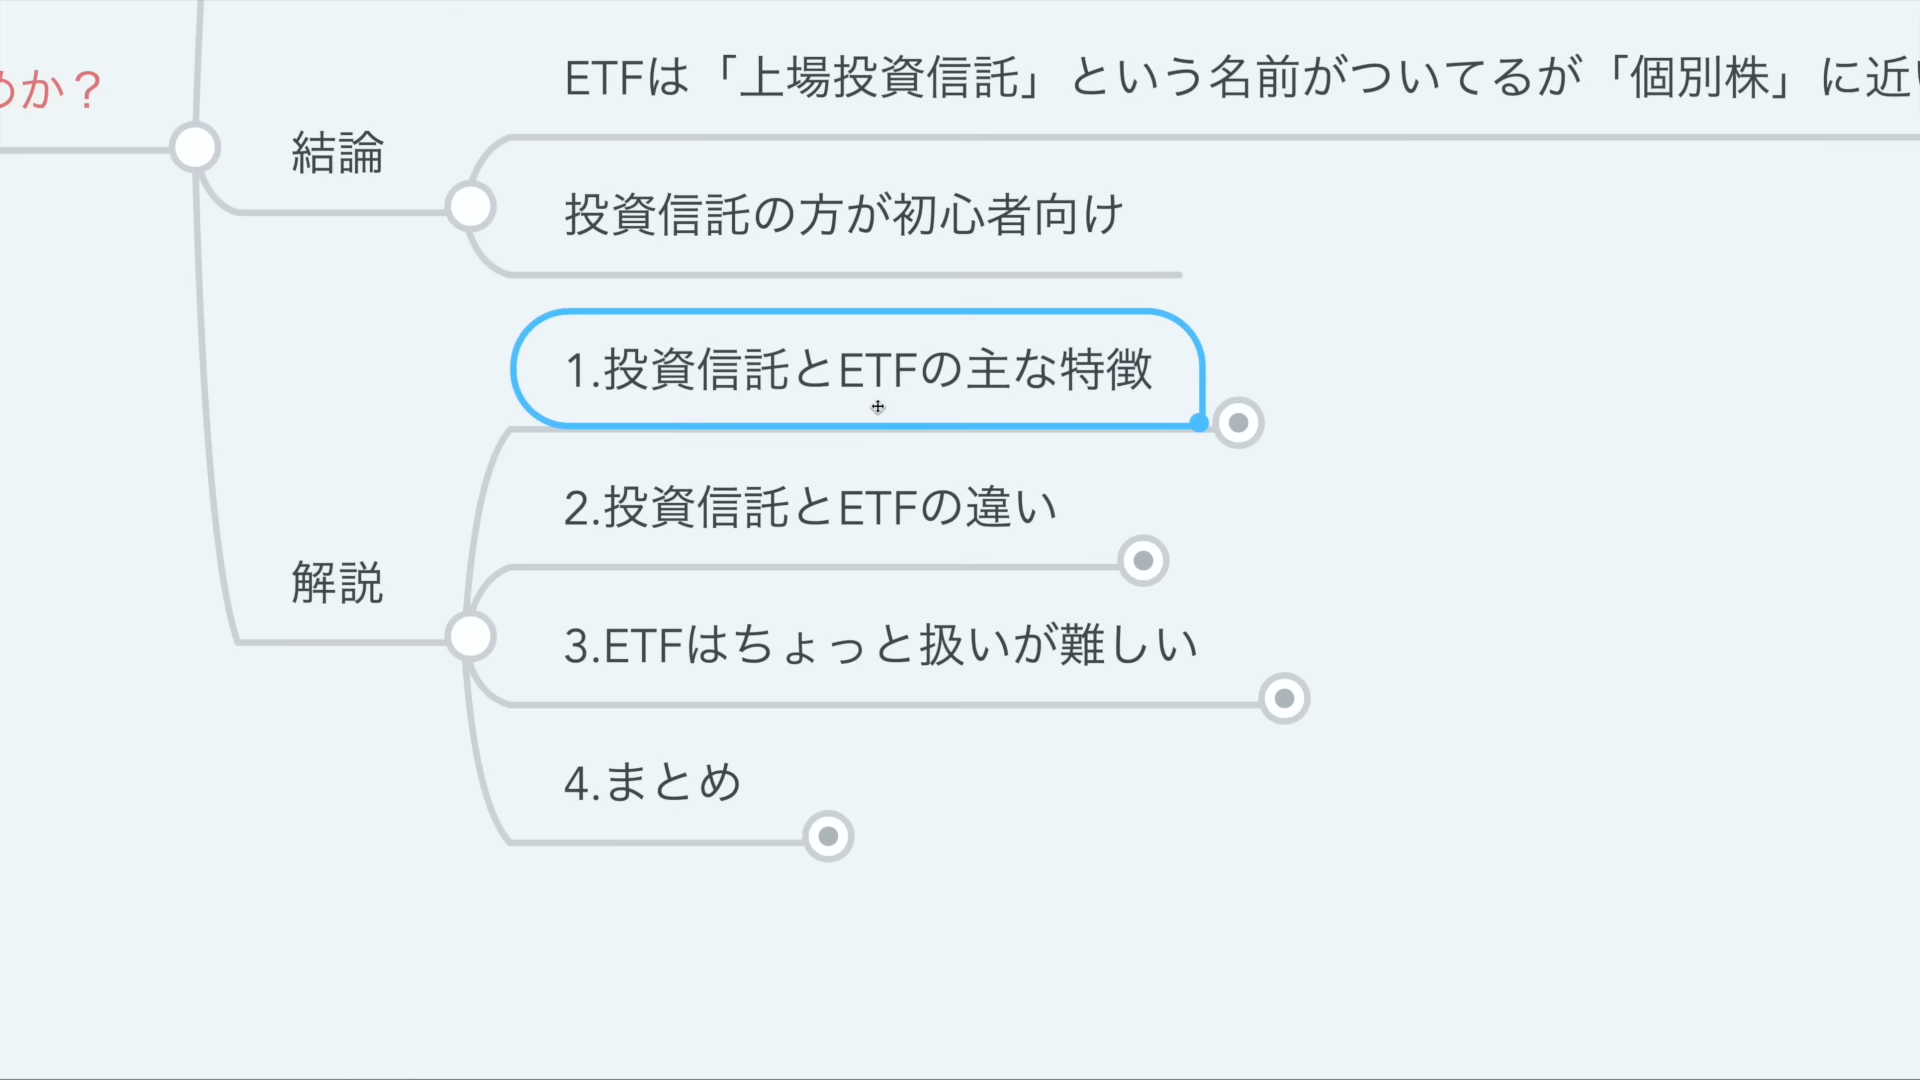 ETFは「上場投資信託」という名前がついてるが「個別株」に近い
めか？
結論
投資信託の方が初心者向け
1.投資信託とETFの主な特徴
2.投資信託とETFの違い
解説
3.ETFはちょっと扱いが難しい
4.まとめ